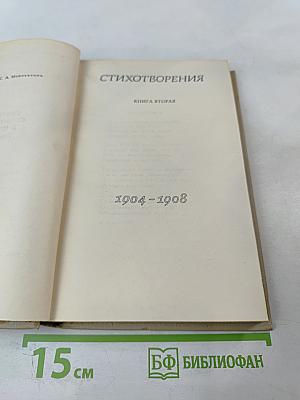 СТИХОТВОРЕНИЯ
КНИГА ВТОРАЯ
1904-1908
15 см
БФ БИБЛИОФАН